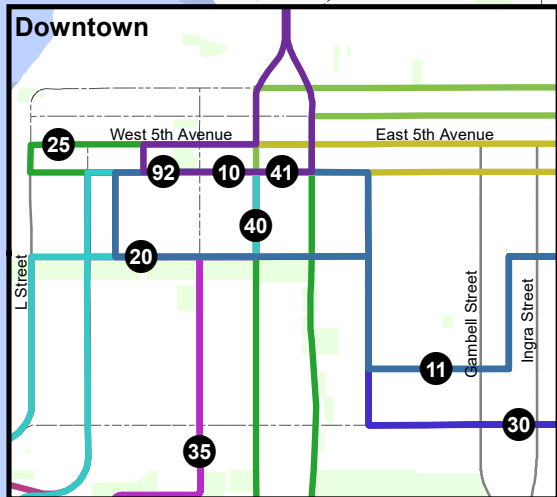 Downtown
West 5th Avenue
East 5th Avenue
25
92
10
41
40
20
L Street
Gambell Street
Ingra Street
11
30
35